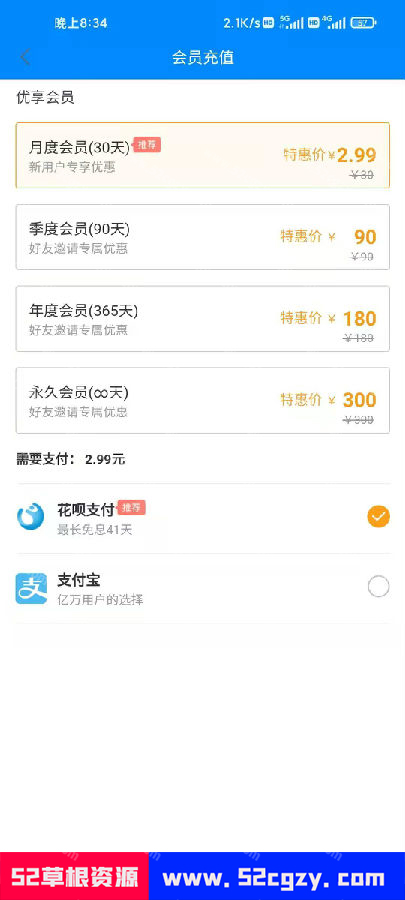 晚上8:34 2.1K/s HD 5G HD 4G 67
会员充值
优享会员
月度会员(30天) 推荐
特惠价 ¥2.99
新用户专享优惠
¥30
季度会员(90天)
特惠价 ¥ 90
好友邀请专属优惠
¥90
年度会员(365天)
特惠价 ¥ 180
好友邀请专属优惠
¥180
永久会员(∞天)
特惠价 ¥ 300
好友邀请专属优惠
¥300
需要支付： 2.99元
花呗支付 推荐
最长免息41天
支 支付宝
亿万用户的选择
52草根资源 www.52cgzy.com